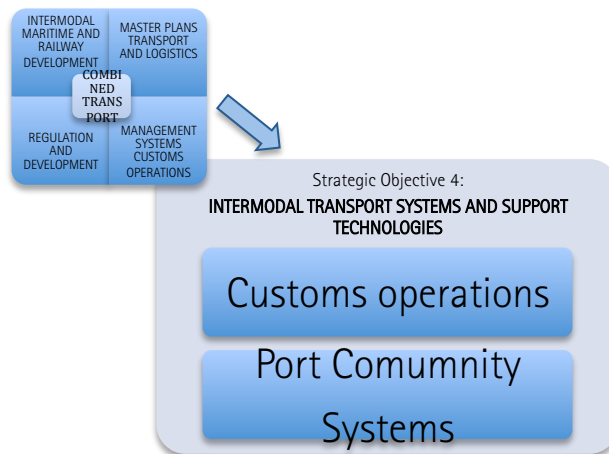 INTERMODAL
MARITIME AND
RAILWAY
DEVELOPMENT
MASTER PLANS
TRANSPORT
AND LOGISTICS
COMBI
NED
TRANS
PORT
REGULATION
AND
DEVELOPMENT
MANAGEMENT
SYSTEMS
CUSTOMS
OPERATIONS
Strategic Objective 4:
INTERMODAL TRANSPORT SYSTEMS AND SUPPORT
TECHNOLOGIES
Customs operations
Port Comumnity
Systems